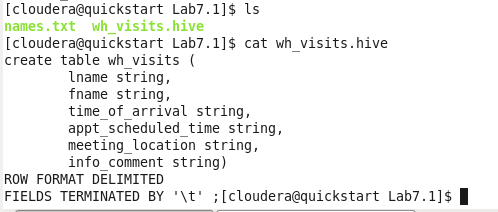 [cloudera@quickstart Lab7.1]$ ls
names.txt  wh_visits.hive
[cloudera@quickstart Lab7.1]$ cat wh_visits.hive
create table wh_visits (
        lname string,
        fname string,
        time_of_arrival string,
        appt_scheduled_time string,
        meeting_location string,
        info_comment string)
ROW FORMAT DELIMITED
FIELDS TERMINATED BY '\t' ;[cloudera@quickstart Lab7.1]$